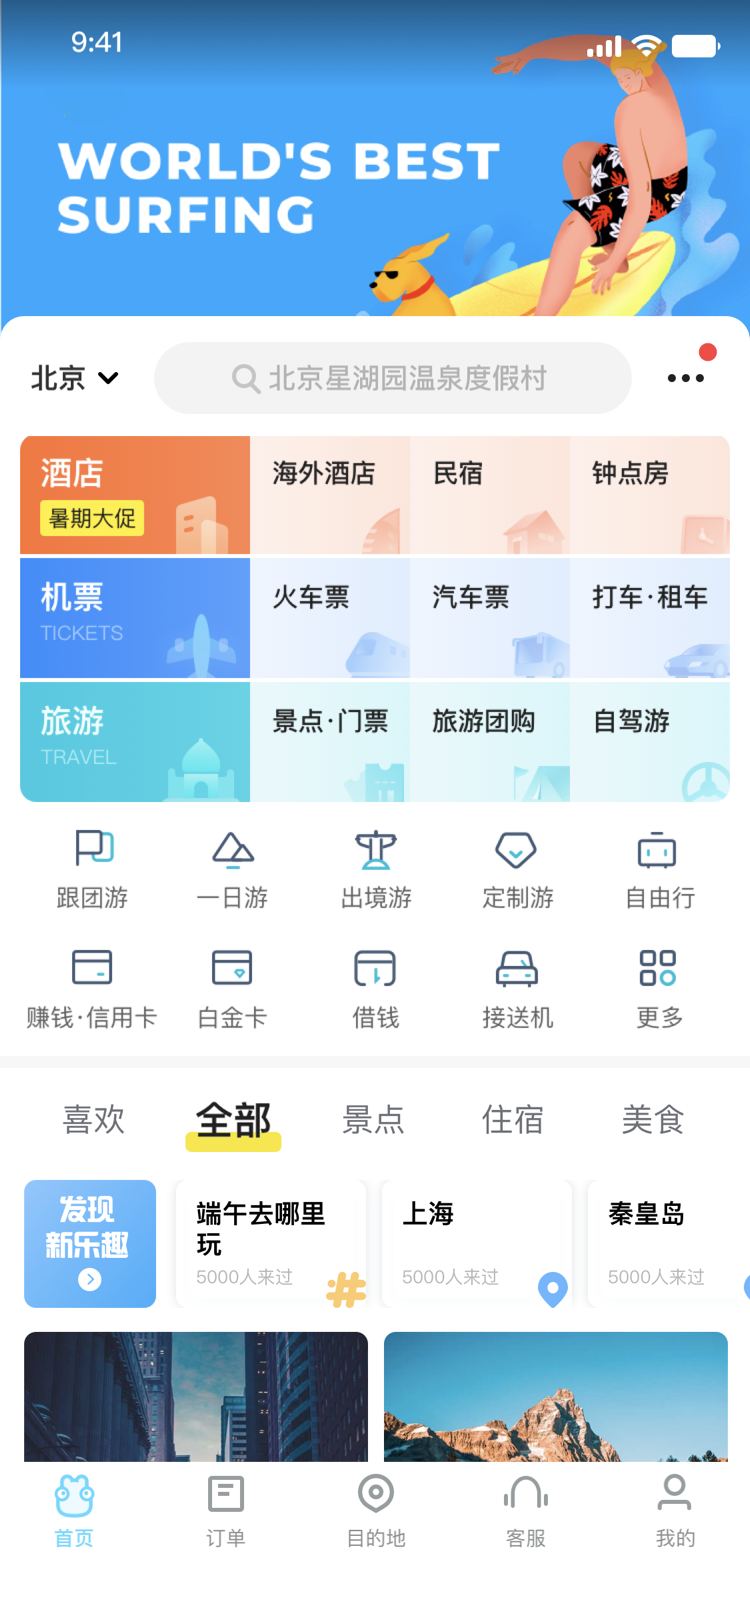 9:41
WORLD'S BEST
SURFING
北京
北京星湖园温泉度假村
酒店
海外酒店
民宿
钟点房
暑期大促
机票
火车票
汽车票
打车·租车
TICKETS
旅游
景点·门票
旅游团购
自驾游
TRAVEL
跟团游
一日游
出境游
定制游
自由行
赚钱·信用卡
白金卡
借钱
接送机
更多
喜欢
全部
景点
住宿
美食
发现
新乐趣
端午去哪里
玩
5000人来过
上海
5000人来过
秦皇岛
5000人来过
首页
订单
目的地
客服
我的